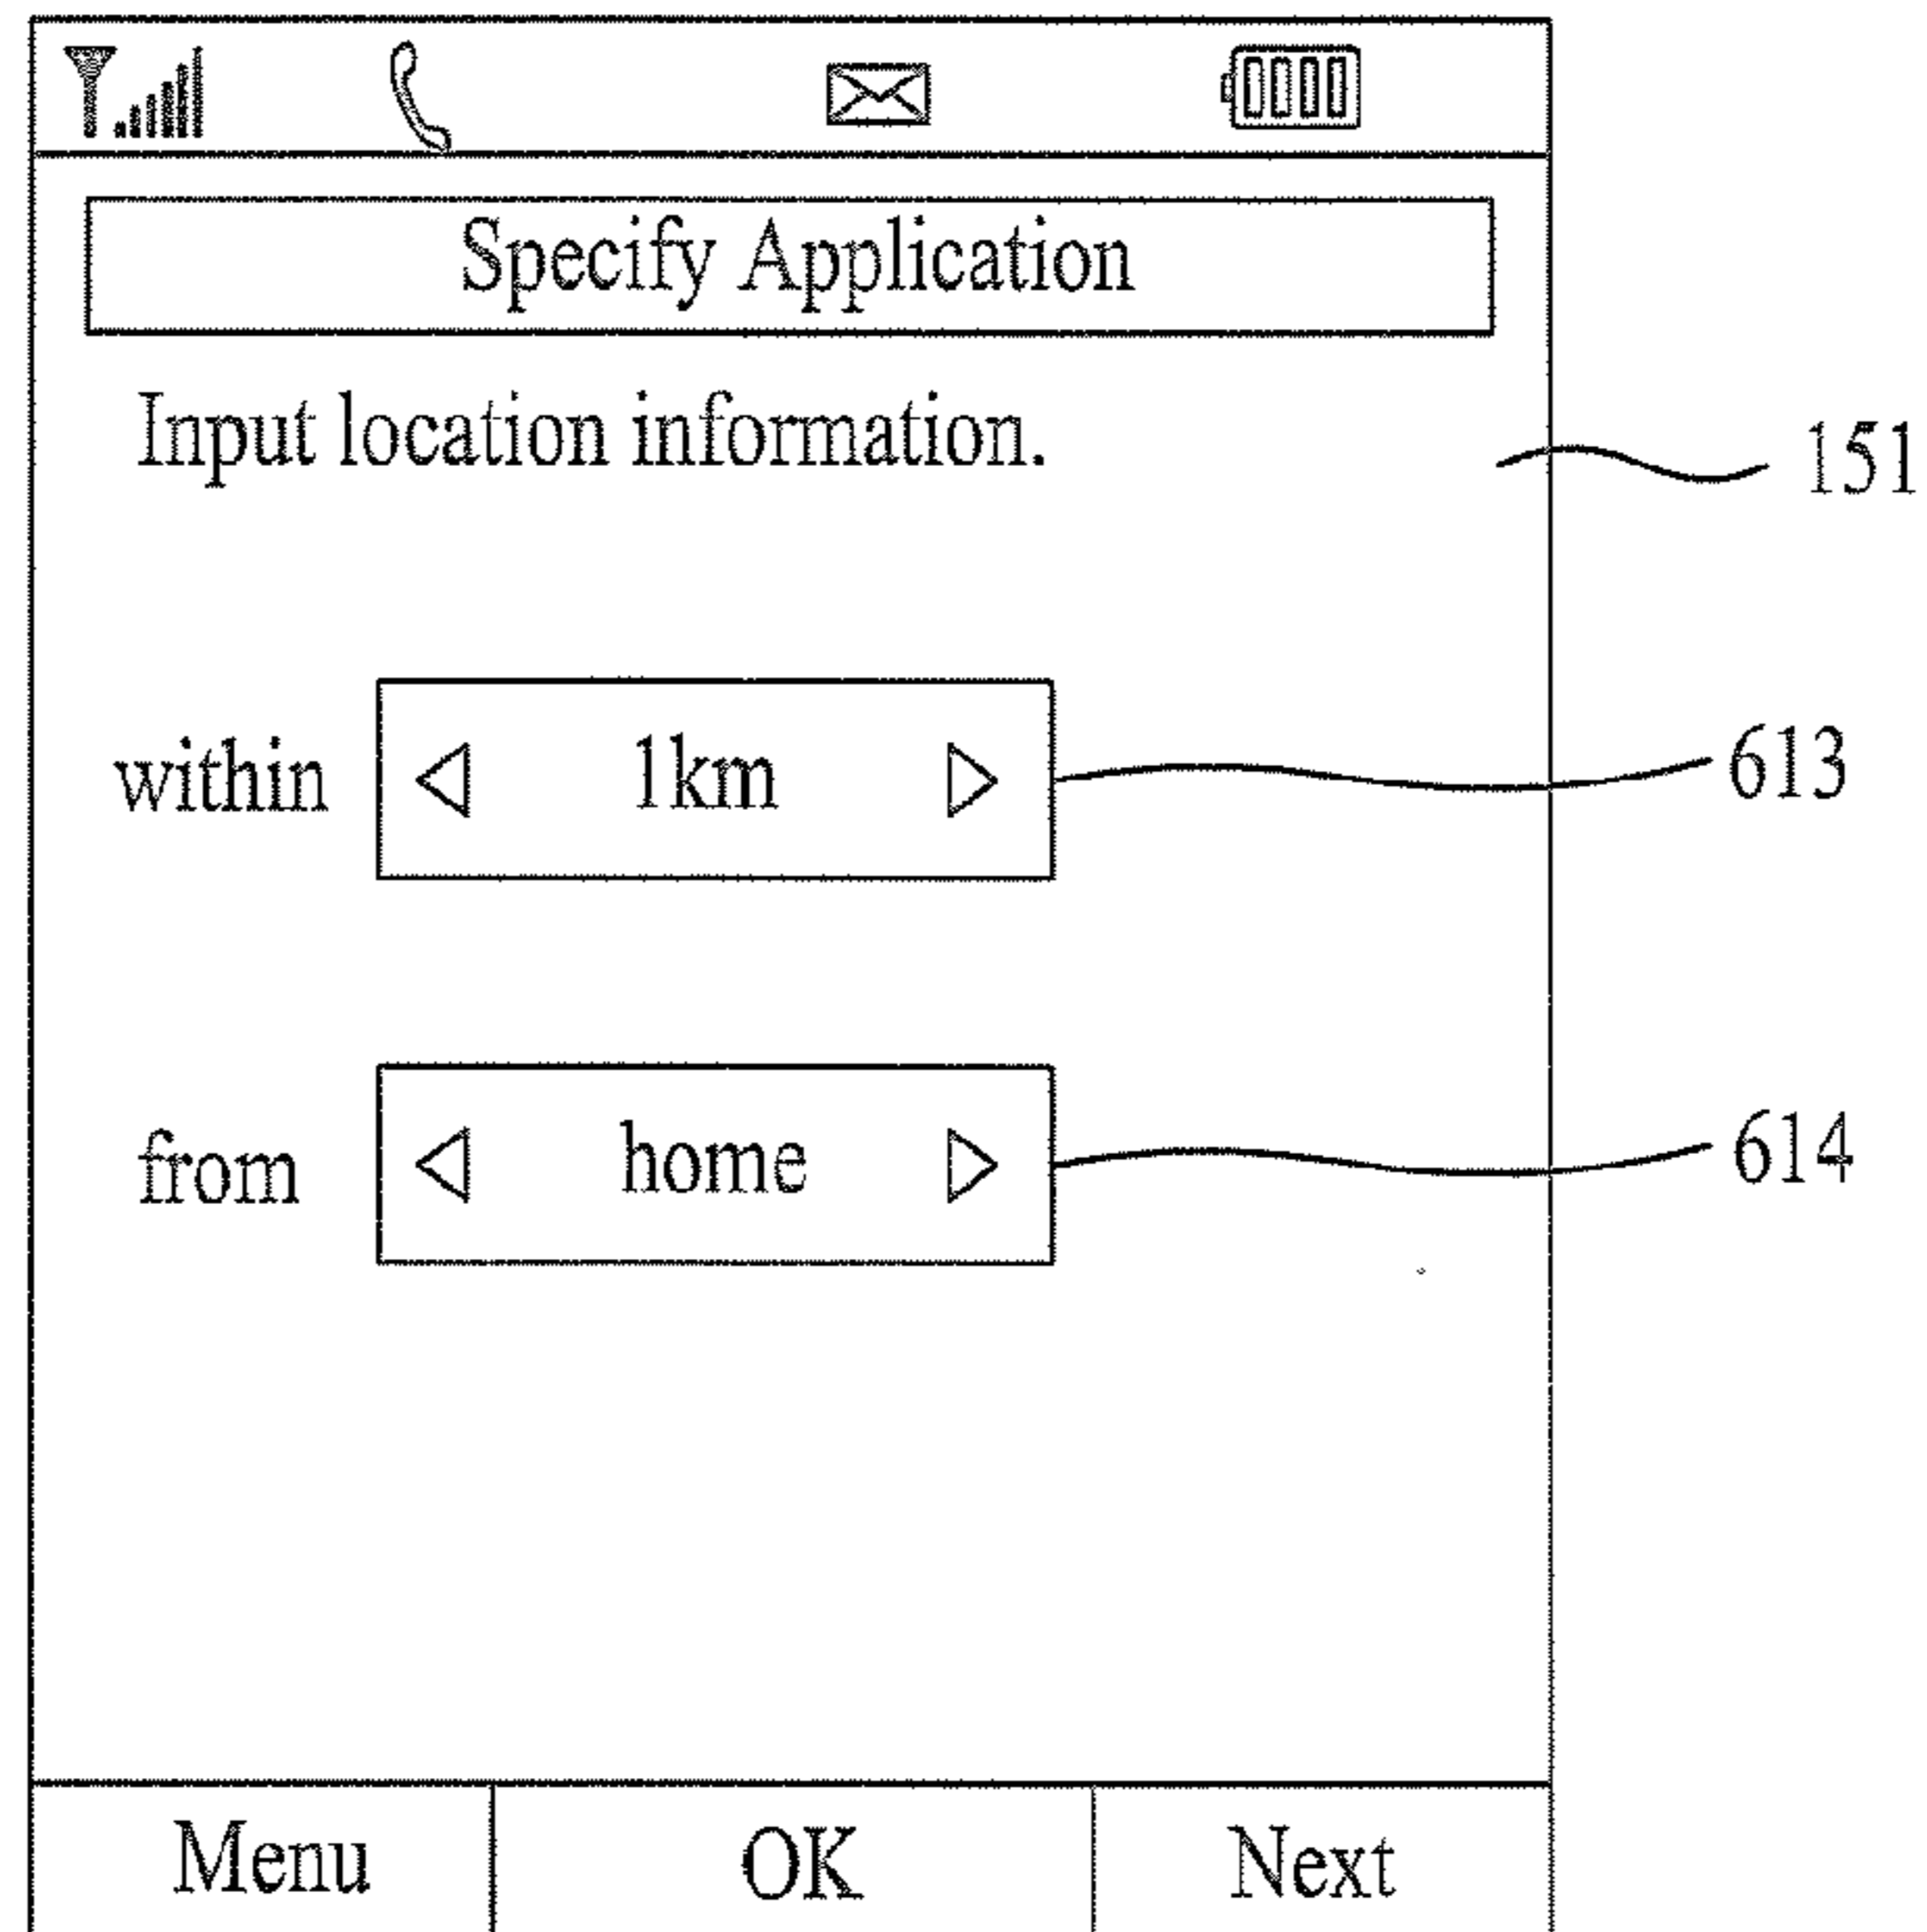 Specify Application
Input location information.
151
within 1km 613
from home 614
Menu OK Next